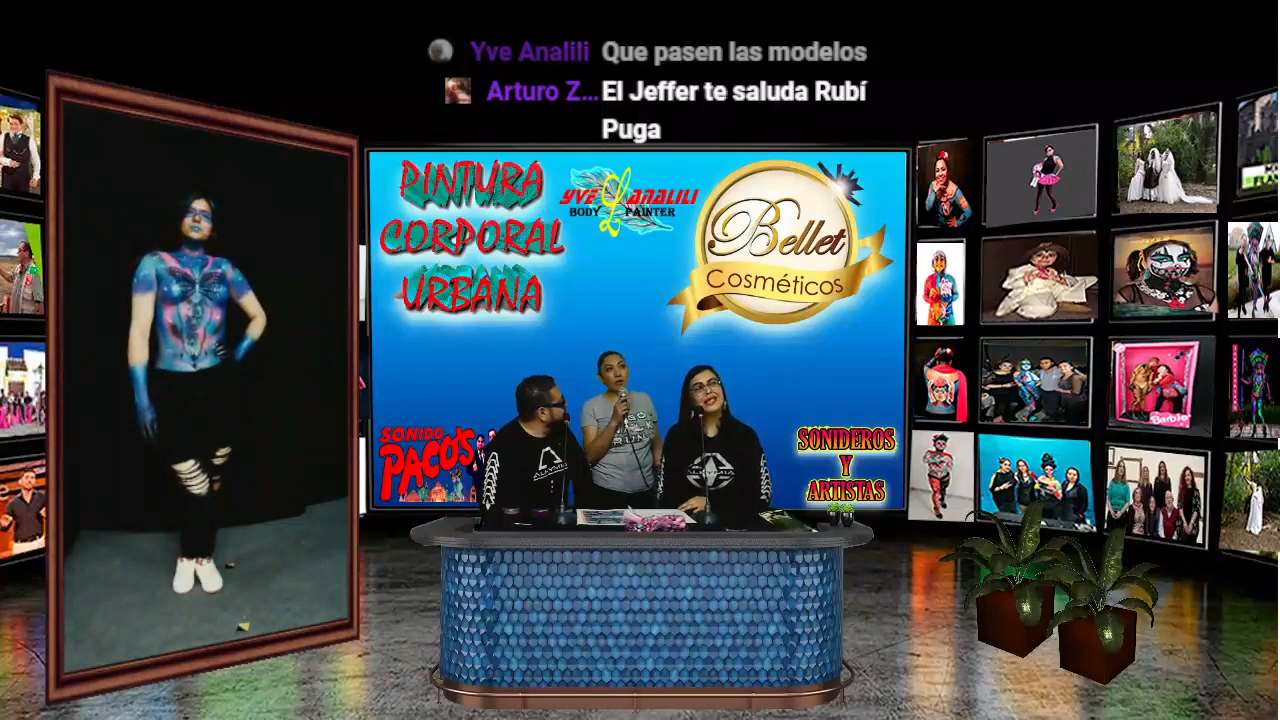 Yve Analili Que pasen las modelos
Arturo Z... El Jeffer te saluda Rubí
Puga
PINTURA
CORPORAL
URBANA
YVE ANALILI
BODY PAINTER
Bellet
Cosméticos
SONIDO
PACOS
SONIDEROS
Y
ARTISTAS
Barbie